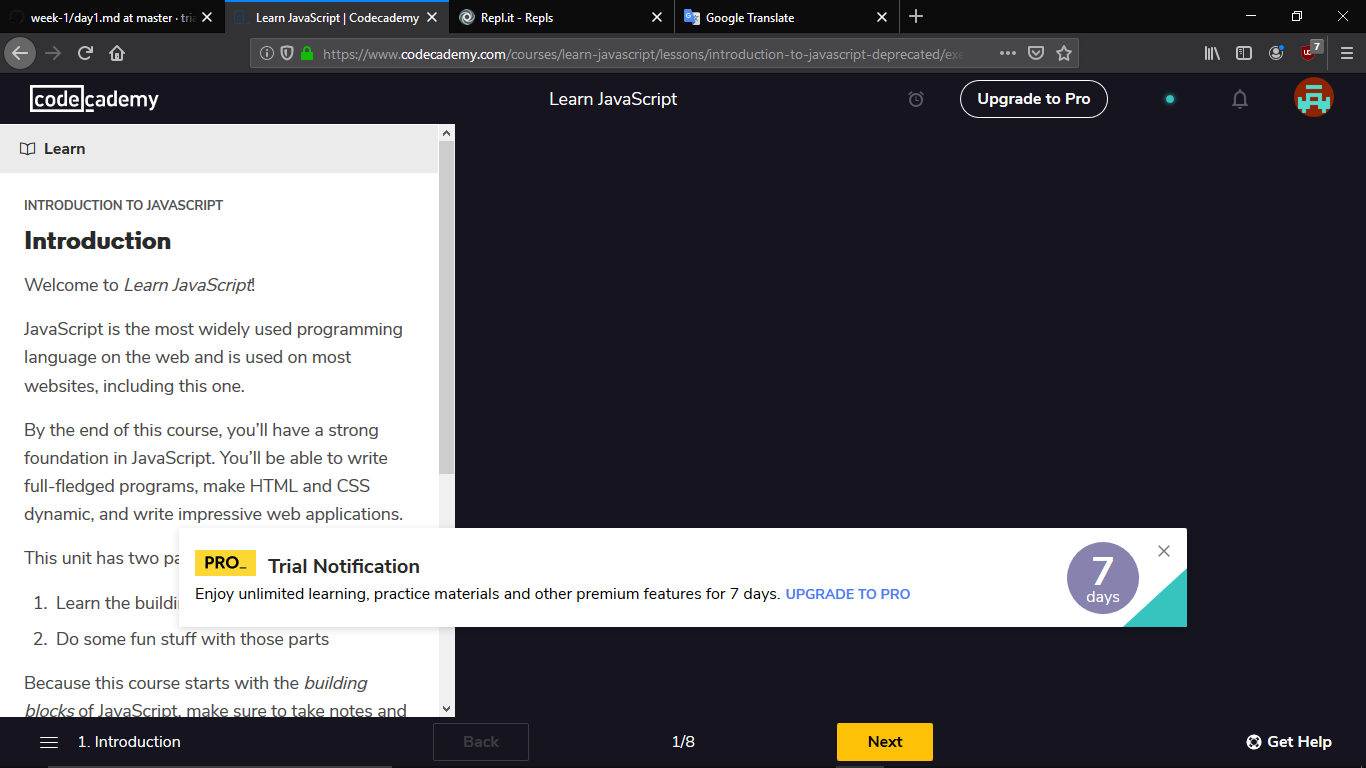 week-1/day1.md at master · tri
Learn JavaScript | Codecademy
Repl.it - Repls
Google Translate
https://www.codecademy.com/courses/learn-javascript/lessons/introduction-to-javascript-deprecated/exe
7
codecademy
Learn JavaScript
Upgrade to Pro
Learn
INTRODUCTION TO JAVASCRIPT
Introduction
Welcome to Learn JavaScript!
JavaScript is the most widely used programming
language on the web and is used on most
websites, including this one.
By the end of this course, you’ll have a strong
foundation in JavaScript. You’ll be able to write
full-fledged programs, make HTML and CSS
dynamic, and write impressive web applications.
This unit has two pa
1. Learn the buildi
2. Do some fun stuff with those parts
Because this course starts with the building
blocks of JavaScript, make sure to take notes and
PRO_ Trial Notification
Enjoy unlimited learning, practice materials and other premium features for 7 days. UPGRADE TO PRO
7
days
1. Introduction
Back
1/8
Next
Get Help